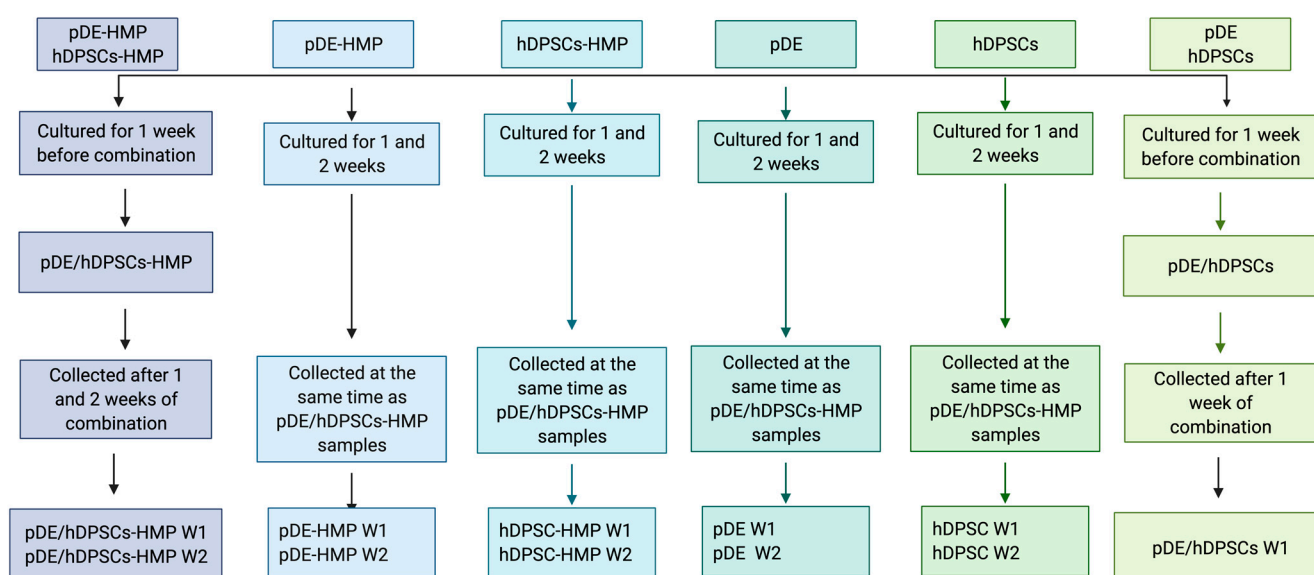 pDE-HMP
hDPSCs-HMP
pDE-HMP
hDPSCs-HMP
pDE
hDPSCs
pDE
hDPSCs
Cultured for 1 week
before combination
Cultured for 1 and
2 weeks
Cultured for 1 and
2 weeks
Cultured for 1 and
2 weeks
Cultured for 1 and
2 weeks
Cultured for 1 week
before combination
pDE/hDPSCs-HMP
pDE/hDPSCs
Collected after 1
and 2 weeks of
combination
Collected at the
same time as
pDE/hDPSCs-HMP
samples
Collected at the
same time as
pDE/hDPSCs-HMP
samples
Collected at the
same time as
pDE/hDPSCs-HMP
samples
Collected at the
same time as
pDE/hDPSCs-HMP
samples
Collected after 1
week of
combination
pDE/hDPSCs-HMP W1
pDE/hDPSCs-HMP W2
pDE-HMP W1
pDE-HMP W2
hDPSC-HMP W1
hDPSC-HMP W2
pDE W1
pDE  W2
hDPSC W1
hDPSC W2
pDE/hDPSCs W1